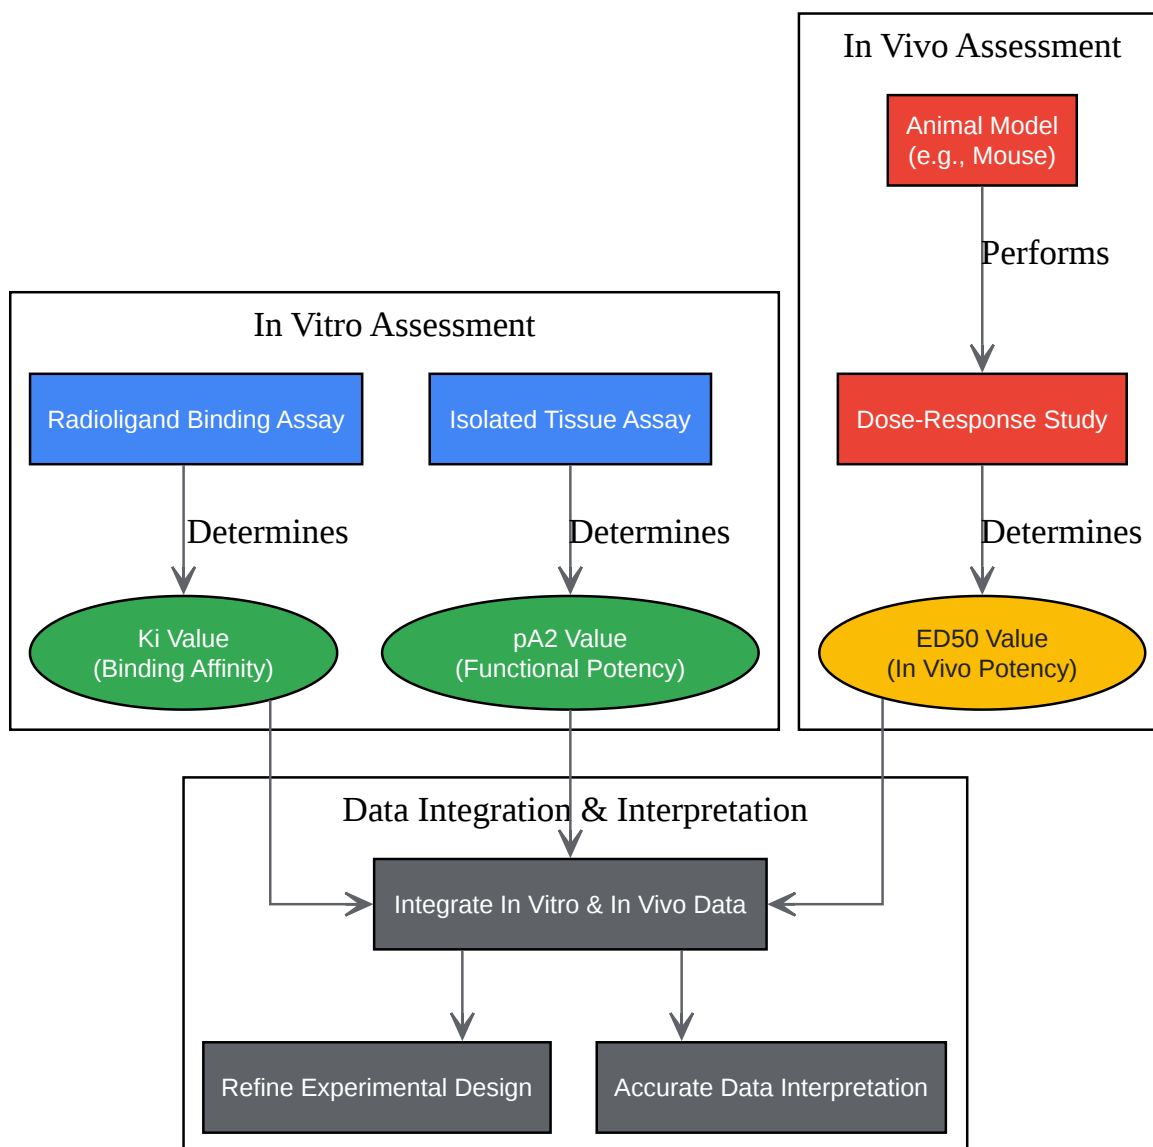 In Vivo Assessment
Animal Model
(e.g., Mouse)
Performs
In Vitro Assessment
Radioligand Binding Assay
Isolated Tissue Assay
Dose-Response Study
Determines
Determines
Determines
Ki Value
(Binding Affinity)
pA2 Value
(Functional Potency)
ED50 Value
(In Vivo Potency)
Data Integration & Interpretation
Integrate In Vitro & In Vivo Data
Refine Experimental Design
Accurate Data Interpretation